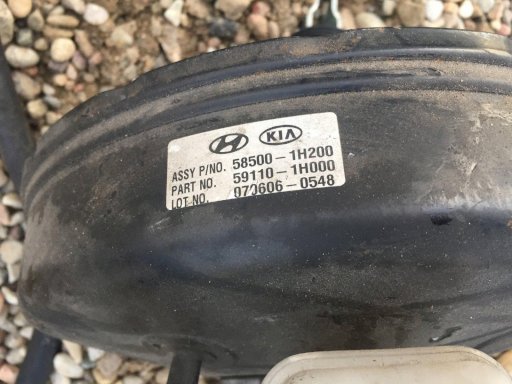 KIA
ASSY P/NO. 58500-1H200
PART NO. 59110-1H000
LOT NO. 070606-0548